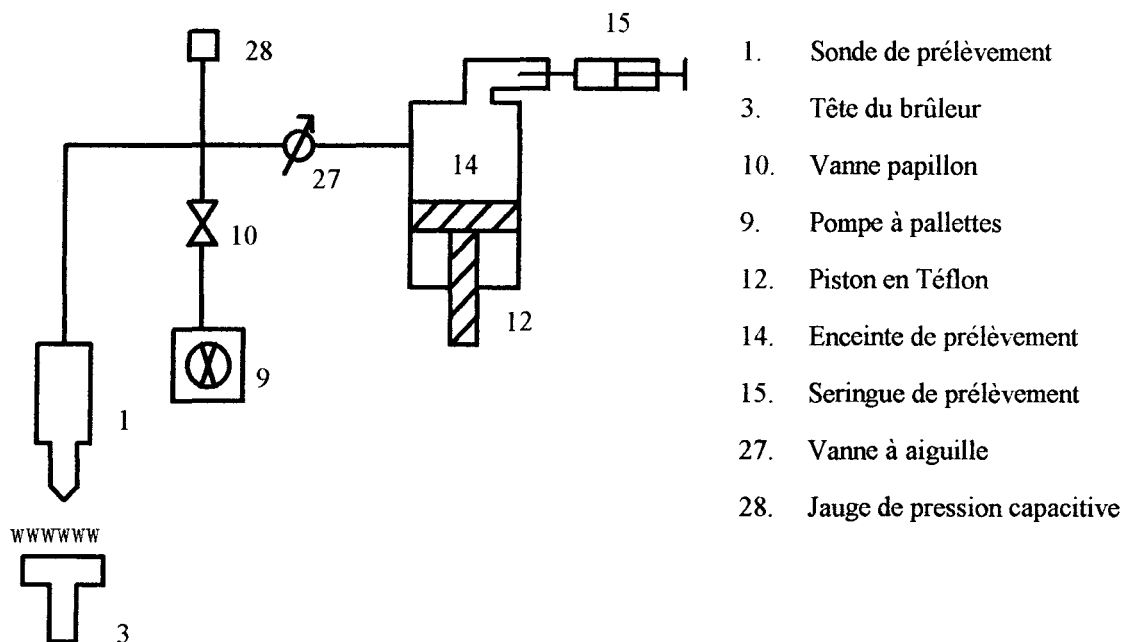 15
28
14
27
10
12
9
1
wwwwww
3
1. Sonde de prélèvement
3. Tête du brûleur
10. Vanne papillon
9. Pompe à pallettes
12. Piston en Téflon
14. Enceinte de prélèvement
15. Seringue de prélèvement
27. Vanne à aiguille
28. Jauge de pression capacitive